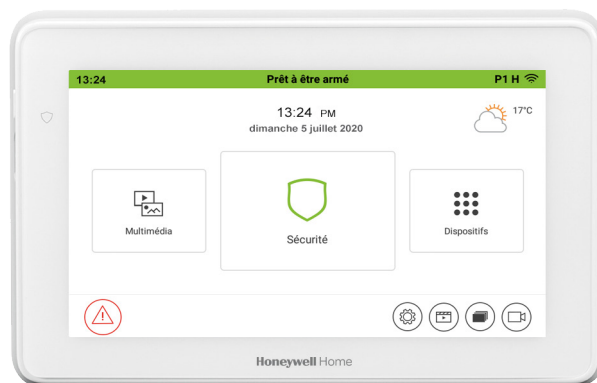 13:24 Prêt à être armé P1 H
13:24 PM
dimanche 5 juillet 2020
17°C
Multimédia
Sécurité
Dispositifs
Honeywell Home